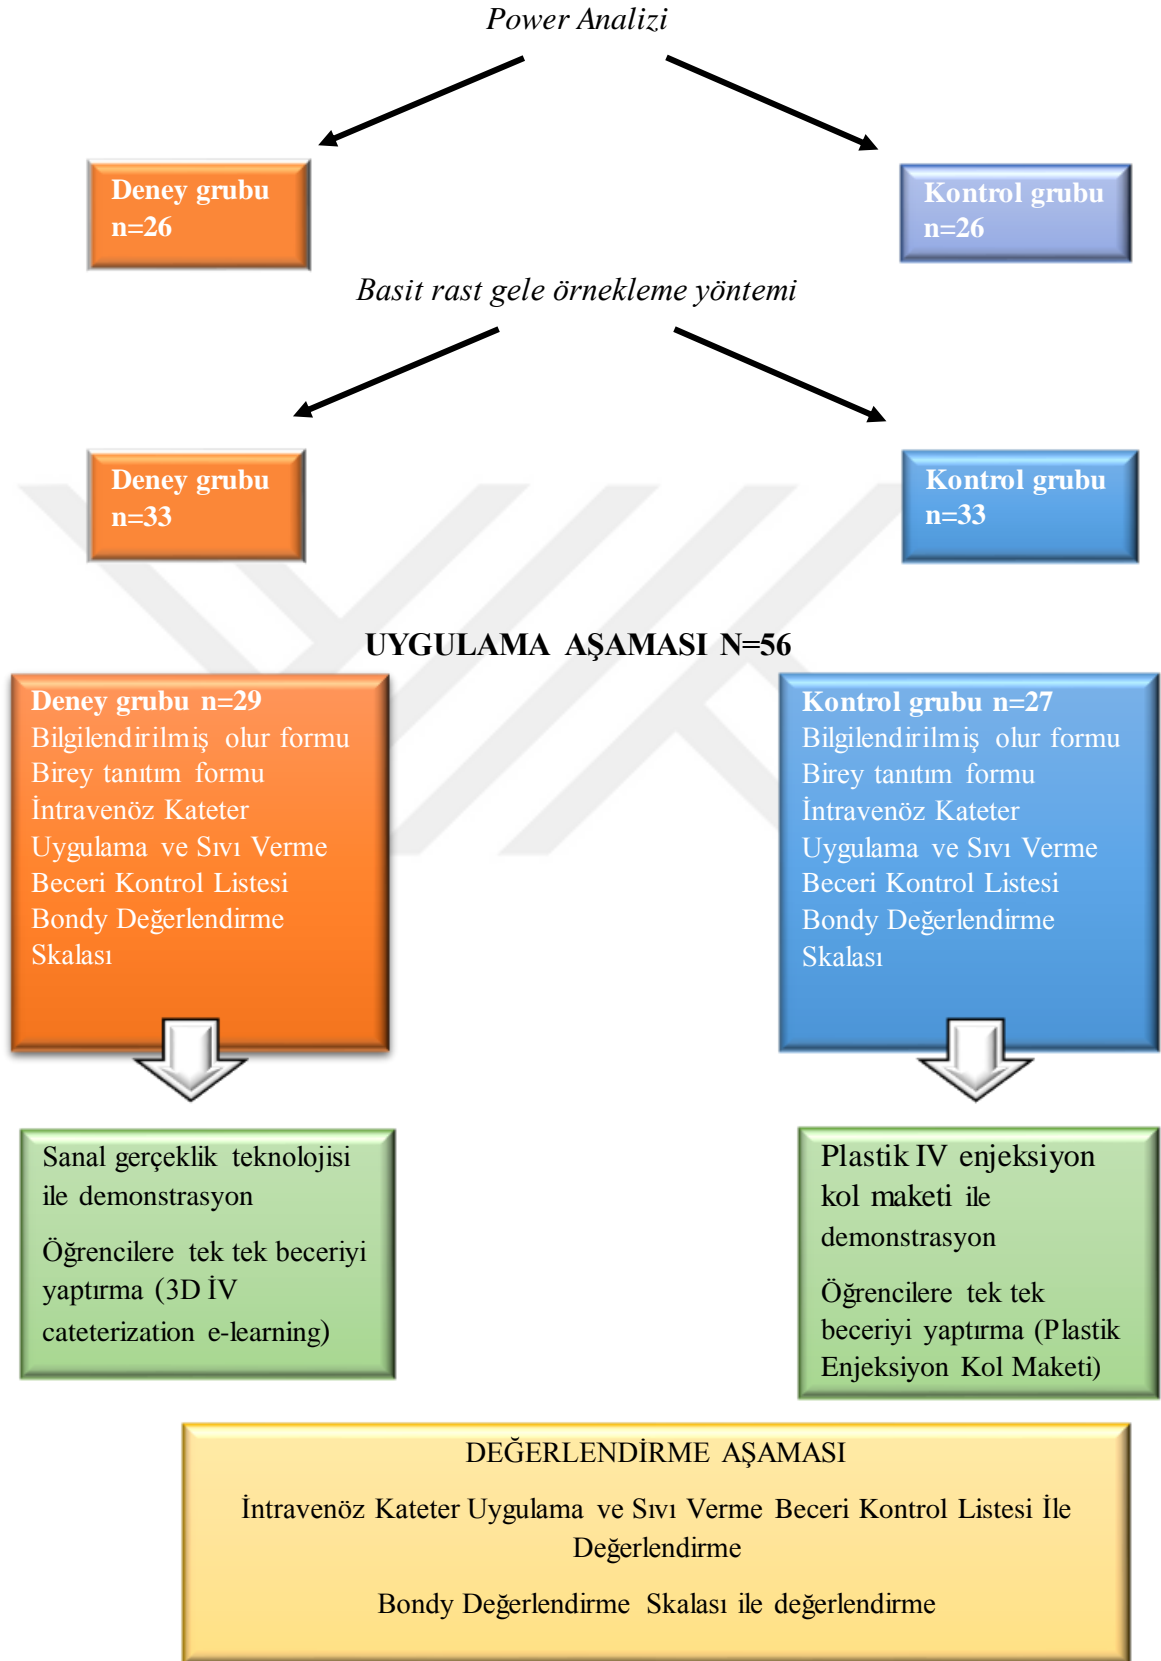 Power Analizi
Deney grubu
n=26
Kontrol grubu
n=26
Basit rast gele örnekleme yöntemi
Deney grubu
n=33
Kontrol grubu
n=33
UYGULAMA AŞAMASI N=56
Deney grubu n=29
Bilgilendirilmiş olur formu
Birey tanıtım formu
İntravenöz Kateter
Uygulama ve Sıvı Verme
Beceri Kontrol Listesi
Bondy Değerlendirme
Skalası
Kontrol grubu n=27
Bilgilendirilmiş olur formu
Birey tanıtım formu
İntravenöz Kateter
Uygulama ve Sıvı Verme
Beceri Kontrol Listesi
Bondy Değerlendirme
Skalası
Sanal gerçeklik teknolojisi
ile demonstrasyon
Öğrencilere tek tek beceriyi
yaptırma (3D İV
cateterization e-learning)
Plastik IV enjeksiyon
kol maketi ile
demonstrasyon
Öğrencilere tek tek
beceriyi yaptırma (Plastik
Enjeksiyon Kol Maketi)
DEĞERLENDİRME AŞAMASI
İntravenöz Kateter Uygulama ve Sıvı Verme Beceri Kontrol Listesi İle
Değerlendirme
Bondy Değerlendirme Skalası ile değerlendirme